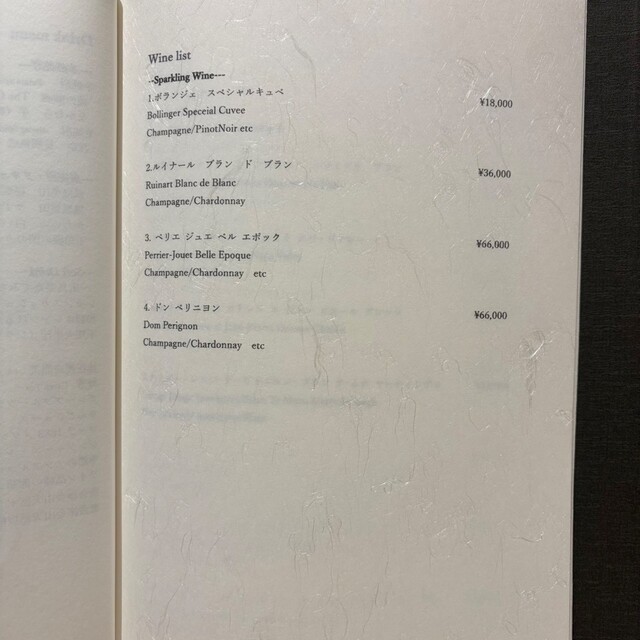 Wine list
--Sparkling Wine---
1.ボランジェ スペシャルキュベ ¥18,000
Bollinger Speceial Cuvee
Champagne/PinotNoir etc
2.ルイナール ブラン ド ブラン ¥36,000
Ruinart Blanc de Blanc
Champagne/Chardonnay
3. ペリエ ジュエ ベル エポック ¥66,000
Perrier-Jouet Belle Epoque
Champagne/Chardonnay etc
4. ドン ペリニヨン ¥66,000
Dom Perignon
Champagne/Chardonnay etc